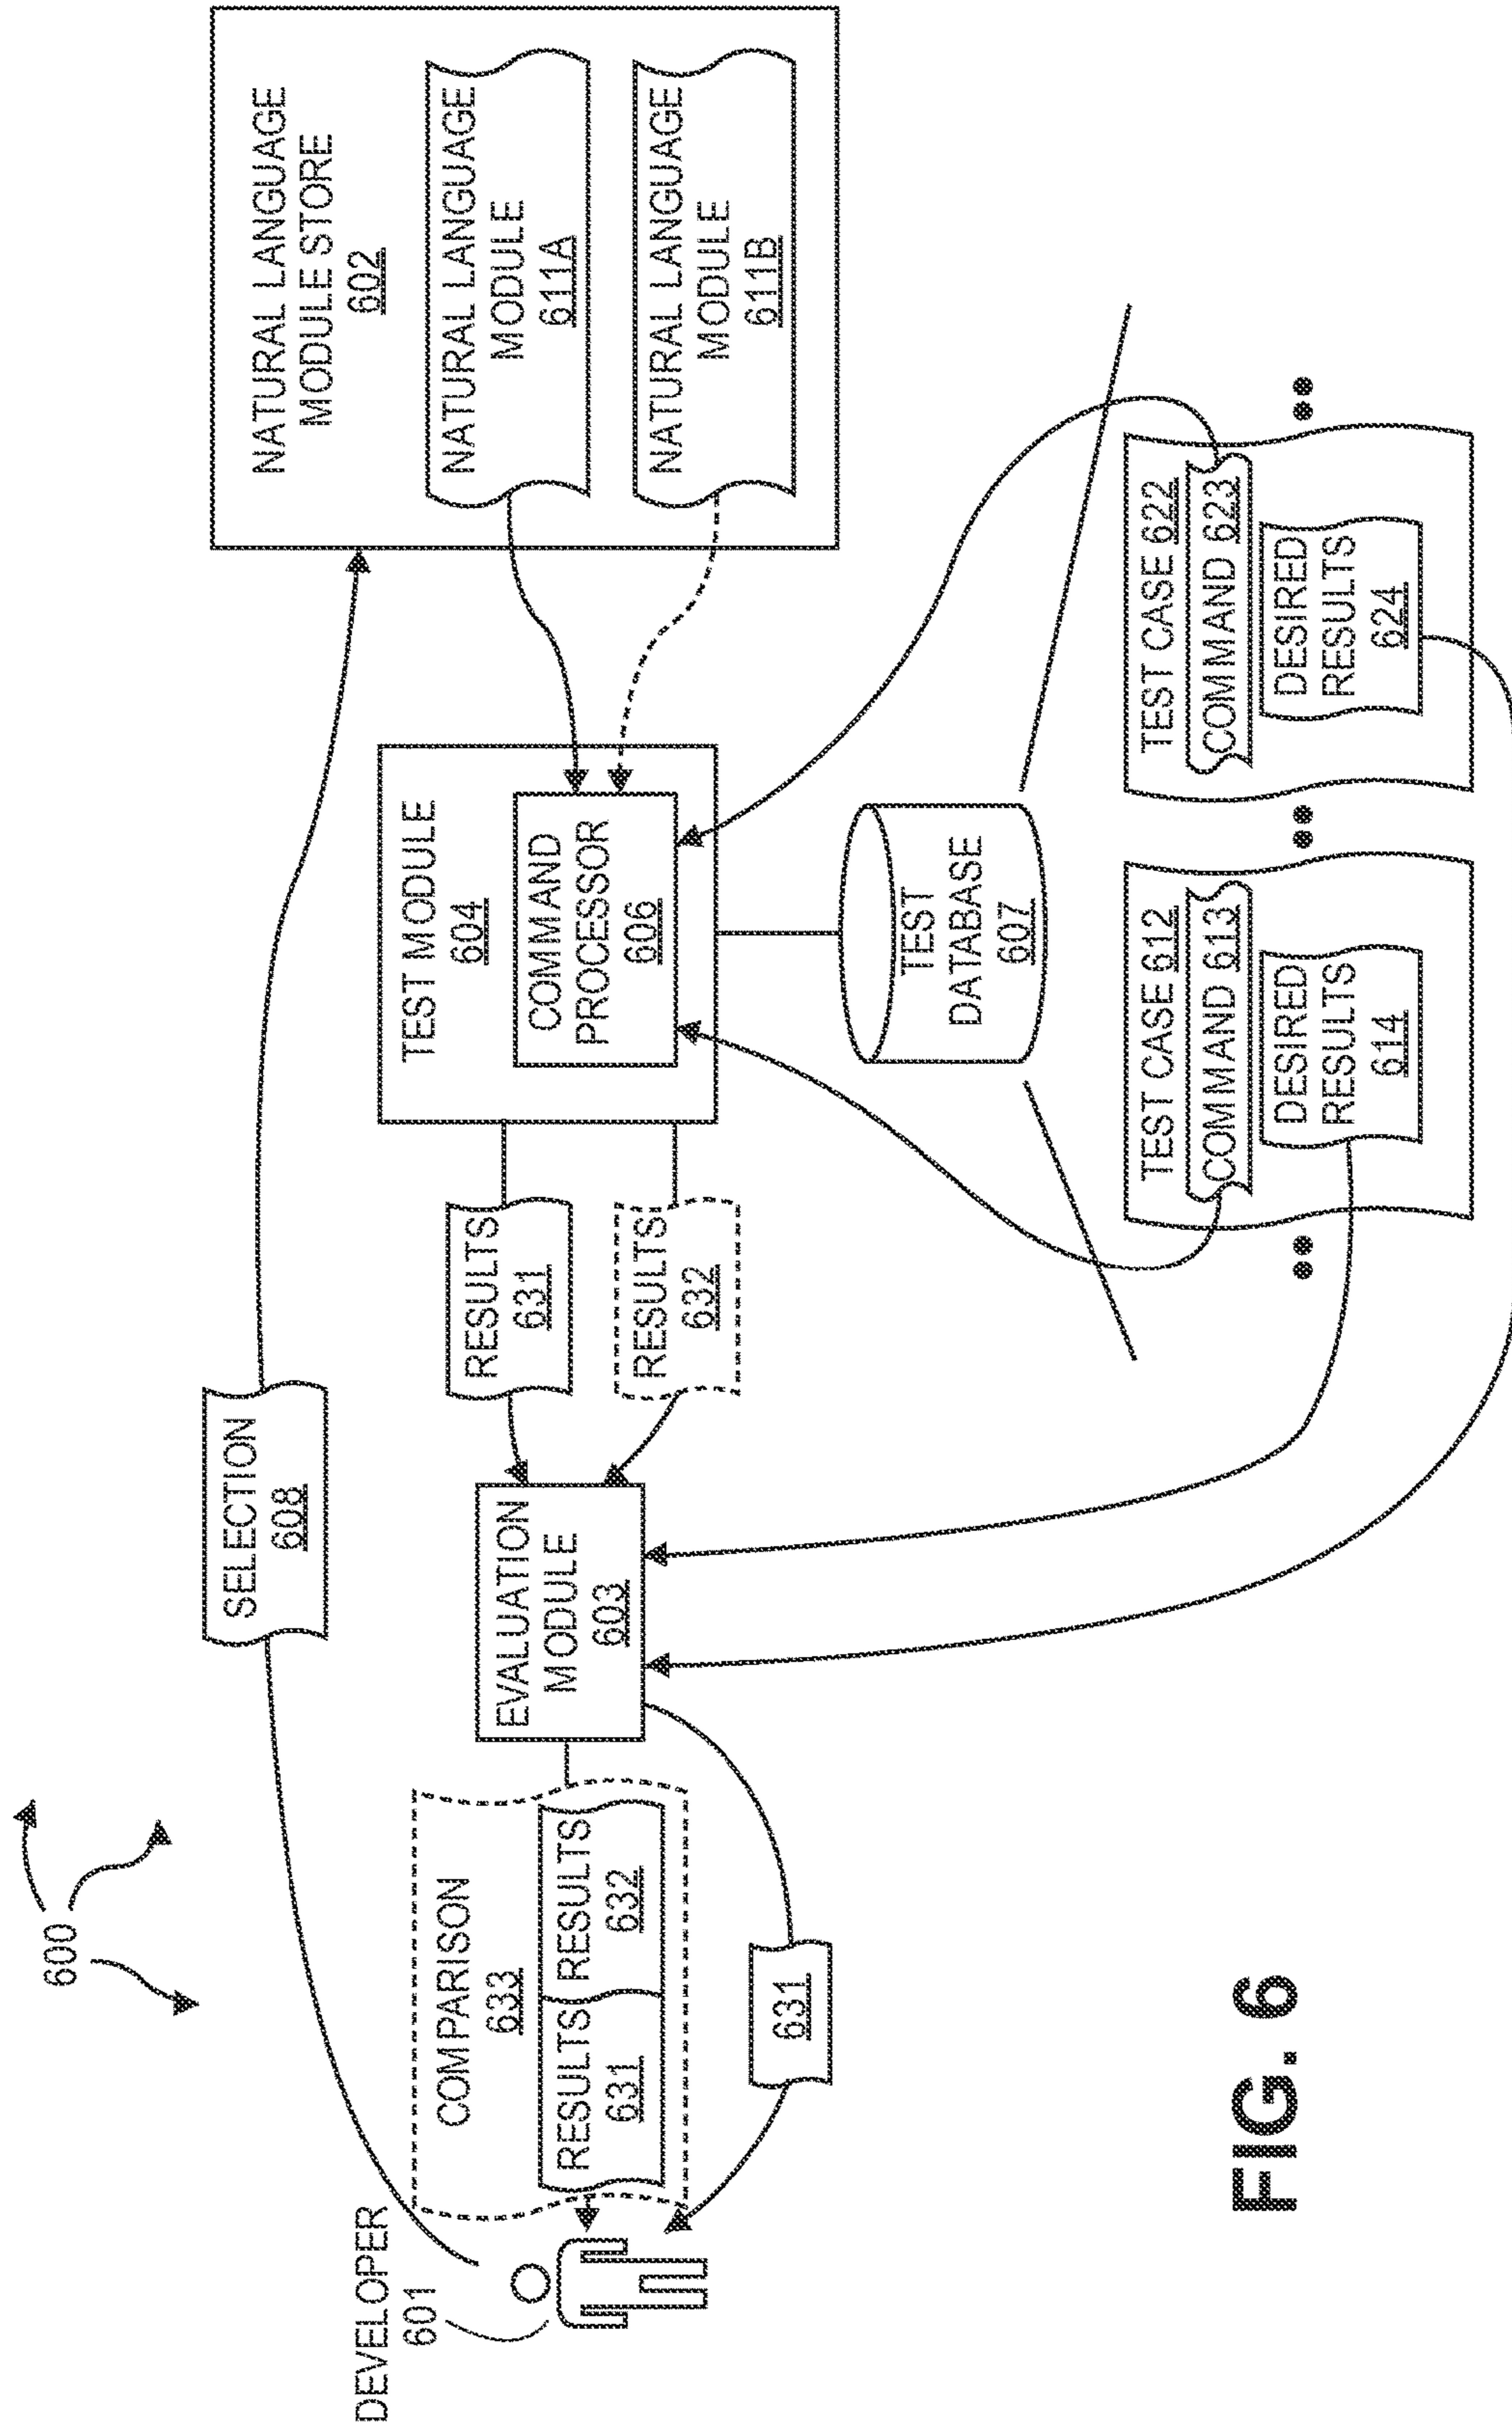 600
DEVELOPER
601
SELECTION
608
NATURAL LANGUAGE
MODULE STORE
602
NATURAL LANGUAGE
MODULE
611A
NATURAL LANGUAGE
MODULE
611B
COMPARISON
633
RESULTS
631
RESULTS
632
631
EVALUATION
MODULE
603
RESULTS
631
RESULTS
632
TEST MODULE
604
COMMAND
PROCESSOR
606
TEST
DATABASE
607
TEST CASE 612
COMMAND 613
DESIRED
RESULTS
614
TEST CASE 622
COMMAND 623
DESIRED
RESULTS
624
FIG. 6